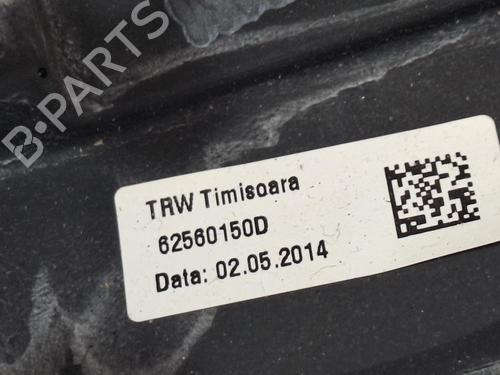 B-PARTS
TRW Timisoara
62560150D
Data: 02.05.2014